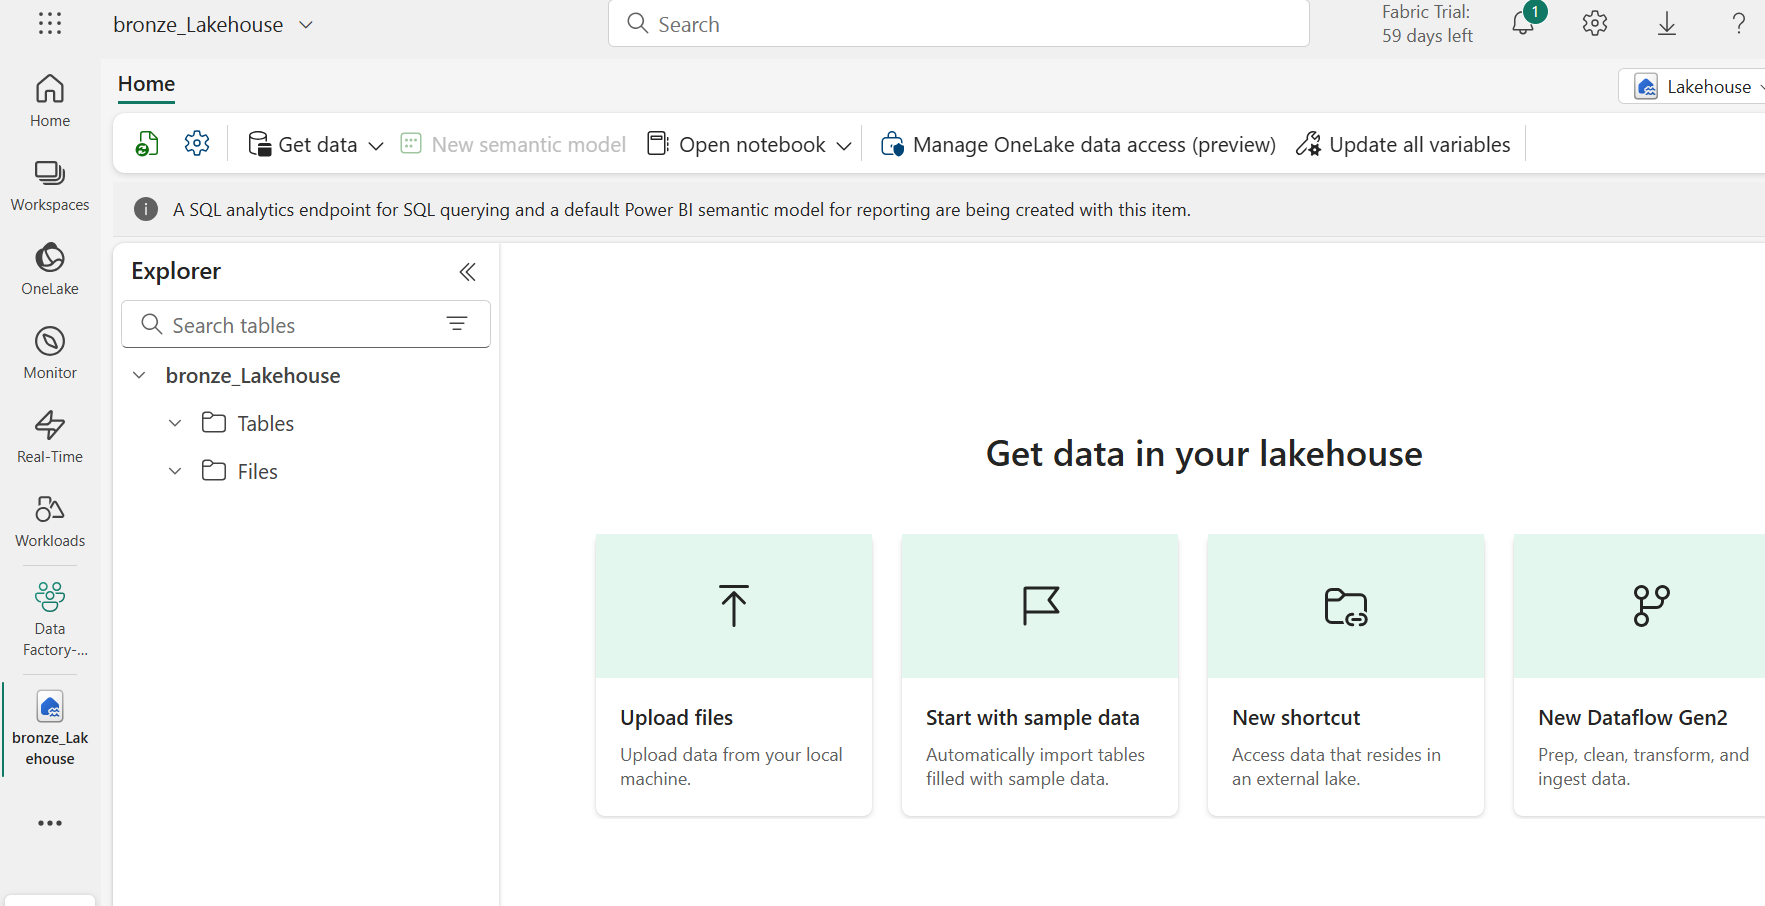 bronze_Lakehouse
Search
Fabric Trial:
59 days left
1
?
Home
Workspaces
OneLake
Monitor
Real-Time
Workloads
Data
Factory-...
bronze_Lak
ehouse
Home
Lakehouse
Get data
New semantic model
Open notebook
Manage OneLake data access (preview)
Update all variables
A SQL analytics endpoint for SQL querying and a default Power BI semantic model for reporting are being created with this item.
Explorer
Search tables
bronze_Lakehouse
Tables
Files
Get data in your lakehouse
Upload files
Upload data from your local
machine.
Start with sample data
Automatically import tables
filled with sample data.
New shortcut
Access data that resides in
an external lake.
New Dataflow Gen2
Prep, clean, transform, and
ingest data.